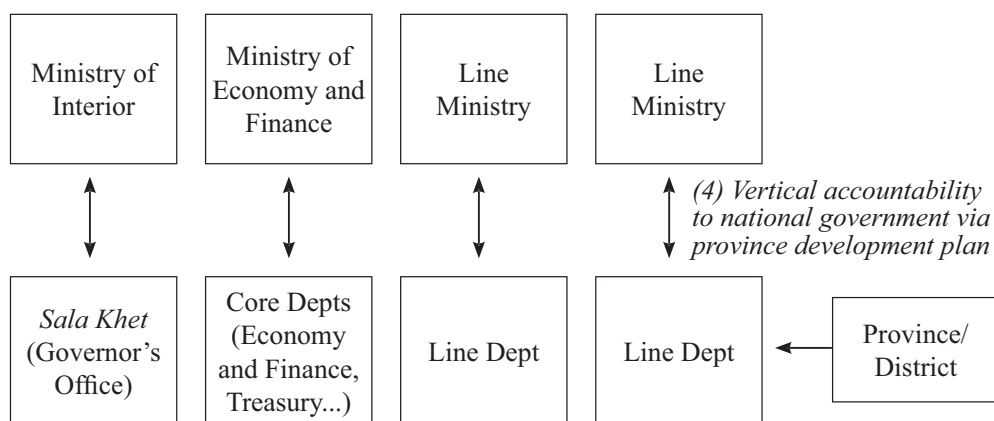 Ministry of
Interior
Ministry of
Economy and
Finance
Line
Ministry
Line
Ministry
(4) Vertical accountability
to national government via
province development plan
Sala Khet
(Governor's
Office)
Core Depts
(Economy
and Finance,
Treasury...)
Line Dept
Line Dept
Province/
District